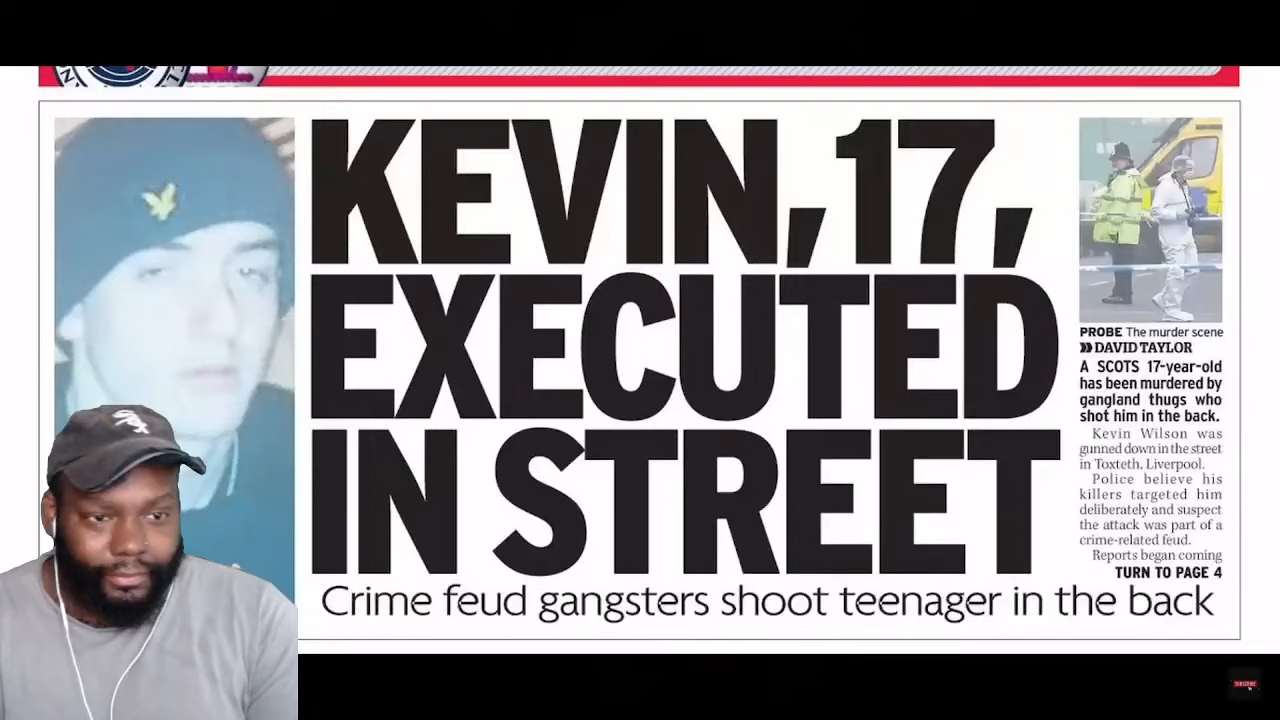 KEVIN, 17,
EXECUTED
IN STREET
Crime feud gangsters shoot teenager in the back
PROBE The murder scene
DAVID TAYLOR
A SCOTS 17-year-old
has been murdered by
gangland thugs who
shot him in the back.
Kevin Wilson was
gunned down in the street
in Toxteth, Liverpool.
Police believe his
killers targeted him
deliberately and suspect
the attack was part of a
crime-related feud.
Reports began coming
TURN TO PAGE 4
SUBSCRIBE